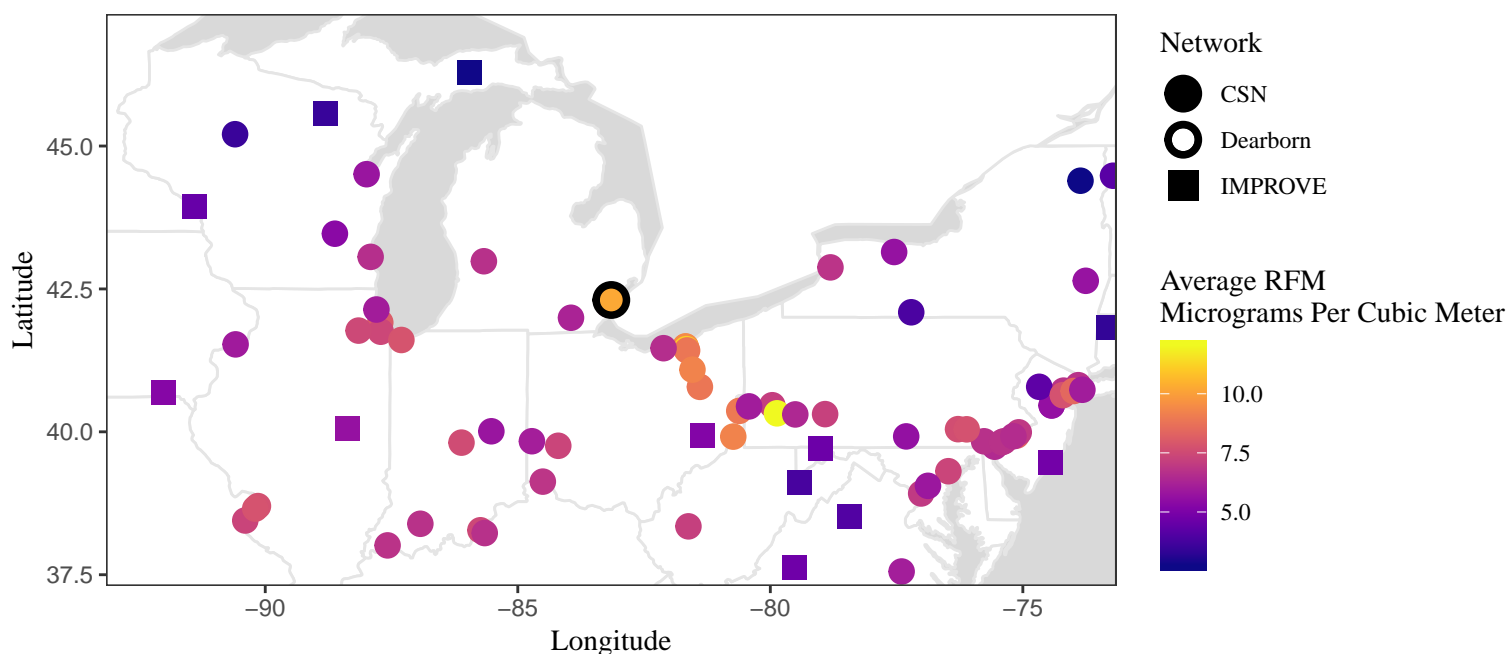 45.0
42.5
40.0
37.5
Latitude
−90
−85
−80
−75
Longitude
Network
CSN
Dearborn
IMPROVE
Average RFM
Micrograms Per Cubic Meter
10.0
7.5
5.0